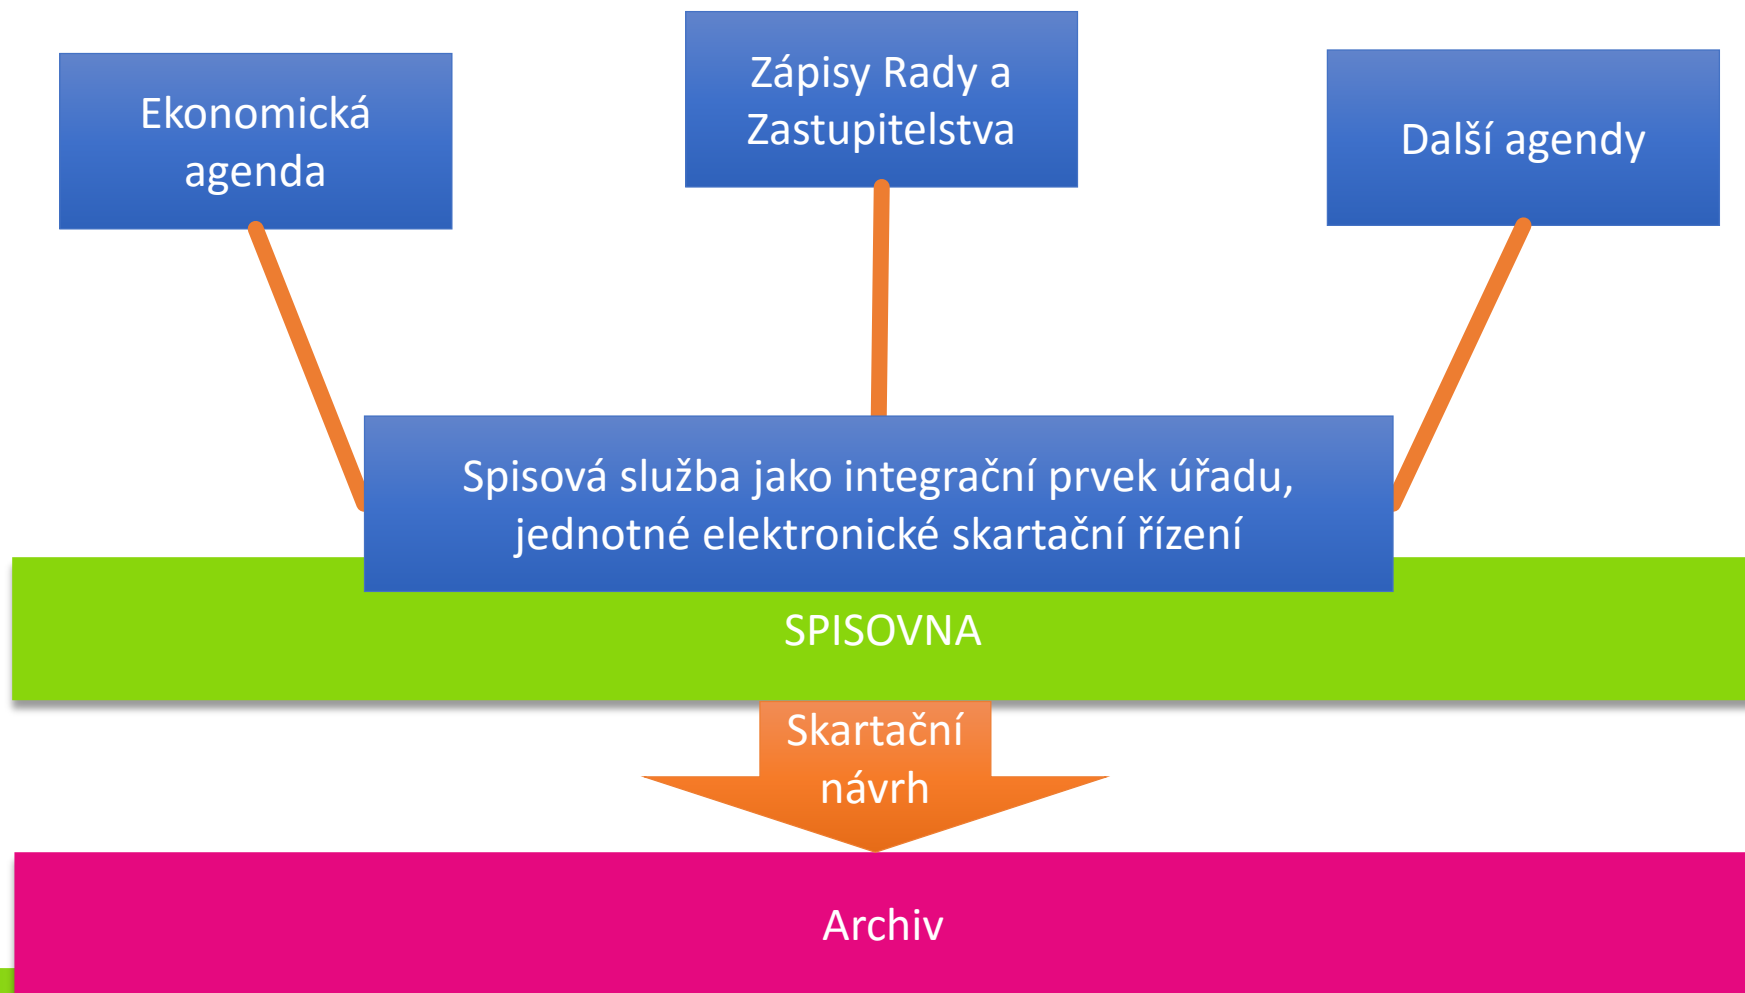 Ekonomická
agenda
Zápisy Rady a
Zastupitelstva
Další agendy
Spisová služba jako integrační prvek úřadu,
jednotné elektronické skartační řízení
SPISOVNA
Skartační
návrh
Archiv